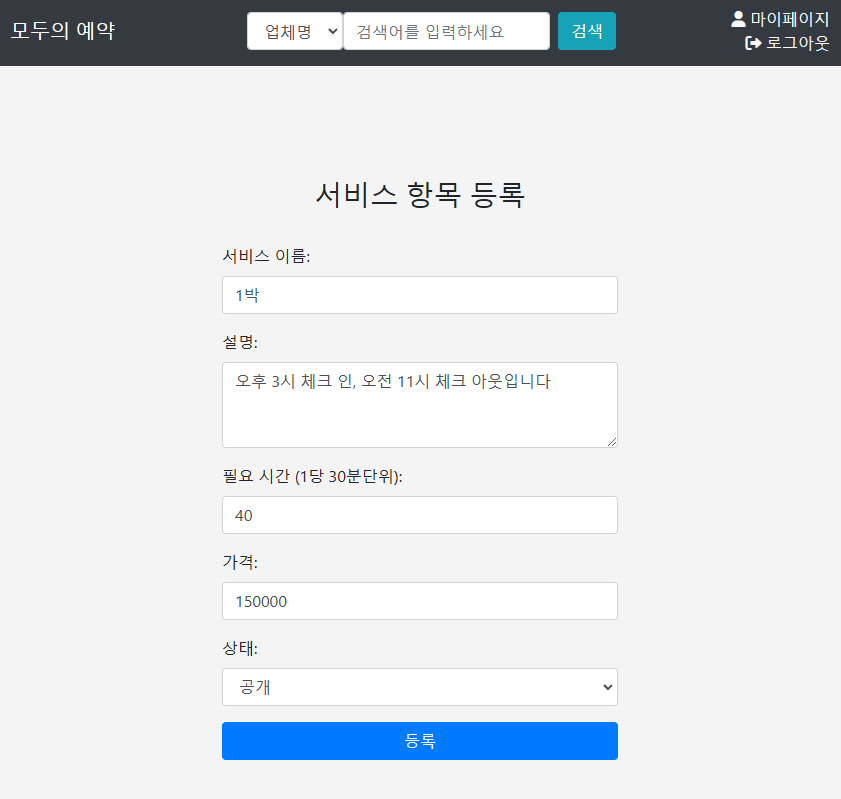 모두의 예약
업체명
검색어를 입력하세요
검색
마이페이지
로그아웃
서비스 항목 등록
서비스 이름:
1박
설명:
오후 3시 체크 인, 오전 11시 체크 아웃입니다
필요 시간 (1당 30분단위):
40
가격:
150000
상태:
공개
등록